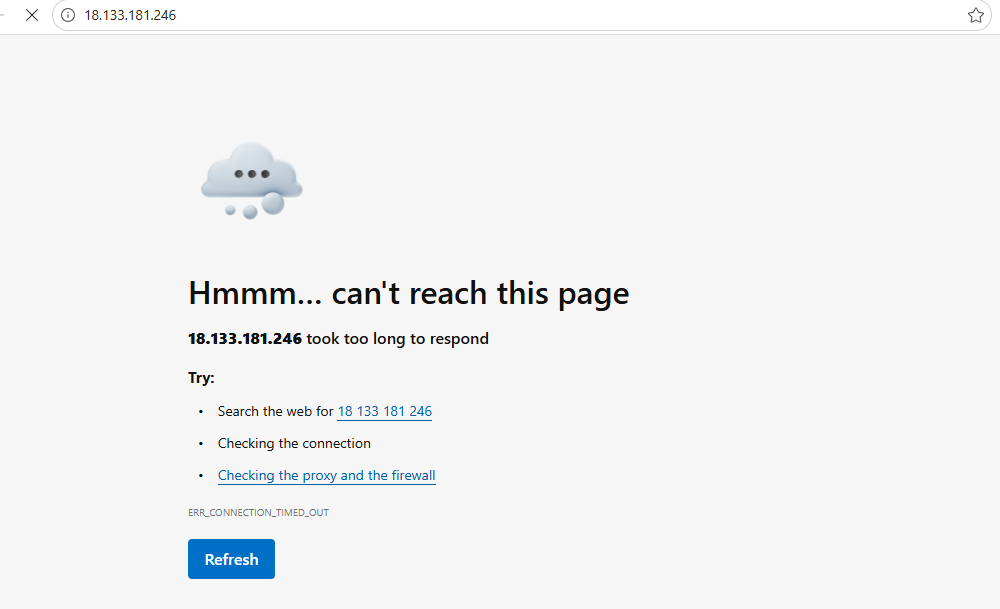 18.133.181.246
Hmmm... can't reach this page
18.133.181.246 took too long to respond
Try:
• Search the web for 18 133 181 246
• Checking the connection
• Checking the proxy and the firewall
ERR_CONNECTION_TIMED_OUT
Refresh